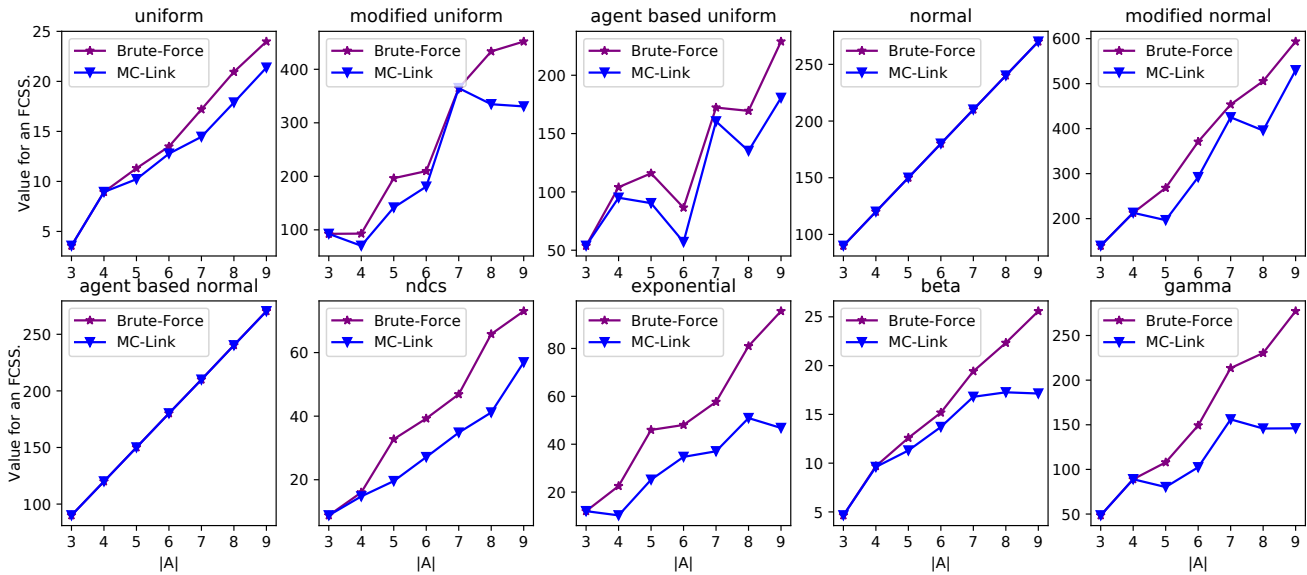 uniform
Value for an FCSS.
25
20
15
10
5
3 4 5 6 7 8 9
Brute-Force
MC-Link
modified uniform
400
300
200
100
3 4 5 6 7 8 9
Brute-Force
MC-Link
agent based uniform
200
150
100
50
3 4 5 6 7 8 9
Brute-Force
MC-Link
normal
250
200
150
100
3 4 5 6 7 8 9
Brute-Force
MC-Link
modified normal
600
500
400
300
200
3 4 5 6 7 8 9
Brute-Force
MC-Link
agent based normal
Value for an FCSS.
250
200
150
100
3 4 5 6 7 8 9
|A|
Brute-Force
MC-Link
ndcs
60
40
20
3 4 5 6 7 8 9
|A|
Brute-Force
MC-Link
exponential
80
60
40
20
3 4 5 6 7 8 9
|A|
Brute-Force
MC-Link
beta
25
20
15
10
5
3 4 5 6 7 8 9
|A|
Brute-Force
MC-Link
gamma
250
200
150
100
50
3 4 5 6 7 8 9
|A|
Brute-Force
MC-Link